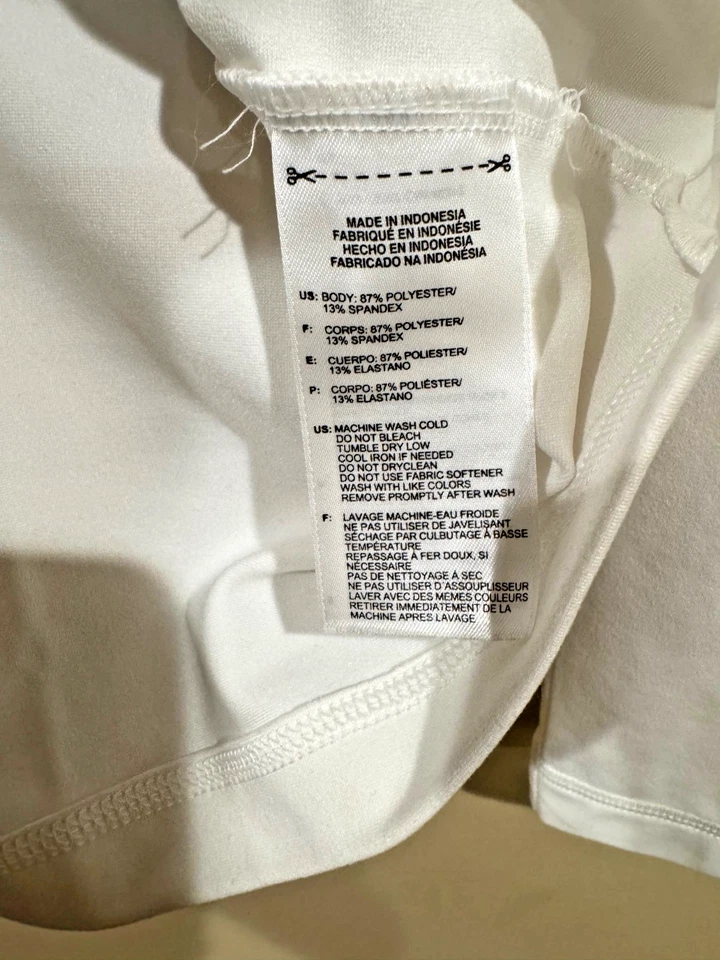 MADE IN INDONESIA
FABRIQUÉ EN INDONÉSIE
HECHO EN INDONESIA
FABRICADO NA INDONÉSIA
US: BODY: 87% POLYESTER/
13% SPANDEX
F: CORPS: 87% POLYESTER/
13% SPANDEX
E: CUERPO: 87% POLIESTER/
13% ELASTANO
P: CORPO: 87% POLIÉSTER/
13% ELASTANO
US: MACHINE WASH COLD
DO NOT BLEACH
TUMBLE DRY LOW
COOL IRON IF NEEDED
DO NOT DRYCLEAN
DO NOT USE FABRIC SOFTENER
WASH WITH LIKE COLORS
REMOVE PROMPTLY AFTER WASH
F: LAVAGE MACHINE-EAU FROIDE
NE PAS UTILISER DE JAVELISANT
SÉCHAGE PAR CULBUTAGE À BASSE
TEMPÉRATURE
REPASSAGE À FER DOUX, SI
NÉCESSAIRE
PAS DE NETTOYAGE À SEC
NE PAS UTILISER D'ASSOUPLISSEUR
LAVER AVEC DES MEMES COULEURS
RETIRER IMMEDIATEMENT DE LA
MACHINE APRES LAVAGE